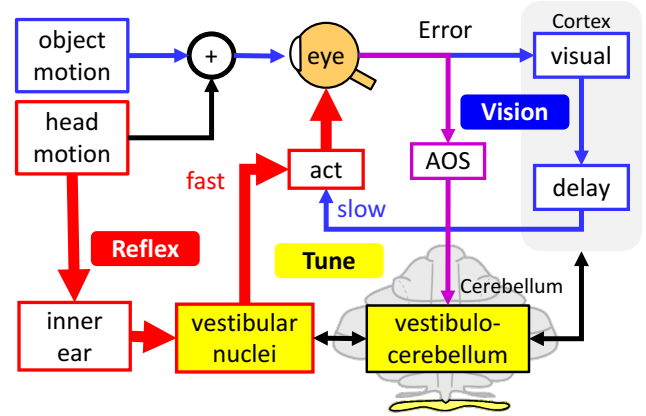 object
motion
+
eye
Error
Cortex
visual
head
motion
Vision
AOS
fast
act
delay
slow
Reflex
Tune
Cerebellum
inner
ear
vestibular
nuclei
vestibulo-
cerebellum